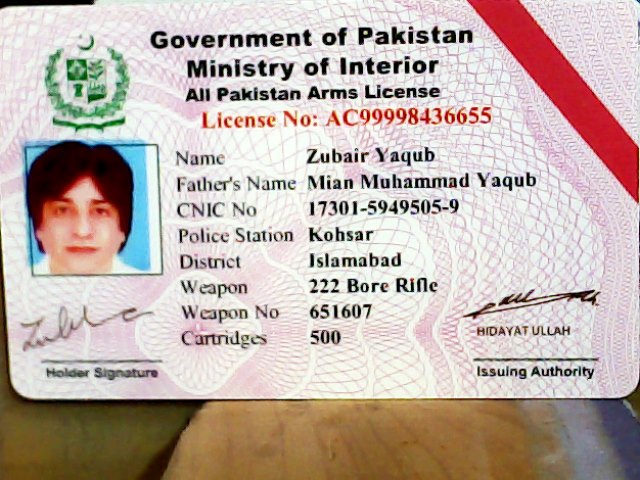 Government of Pakistan
Ministry of Interior
All Pakistan Arms License
License No: AC99998436655
Name Zubair Yaqub
Father's Name Mian Muhammad Yaqub
CNIC No 17301-5949505-9
Police Station Kohsar
District Islamabad
Weapon 222 Bore Rifle
Weapon No 651607
Cartridges 500
HIDAYAT ULLAH
Holder Signature
Issuing Authority